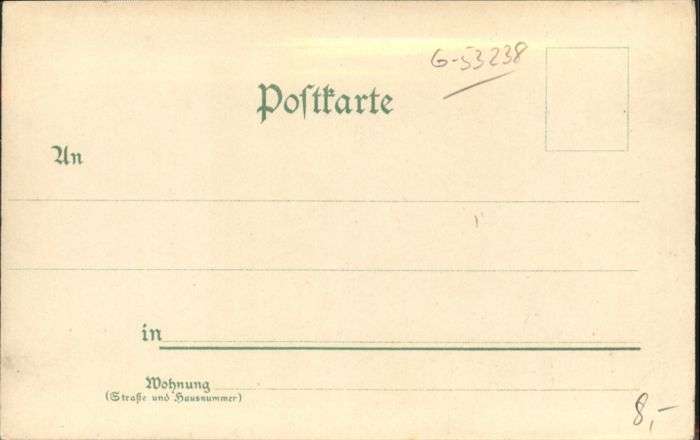 G-53238
Poſtkarte
An
in
Wohnung
(Straße und Hausnummer)
8,-